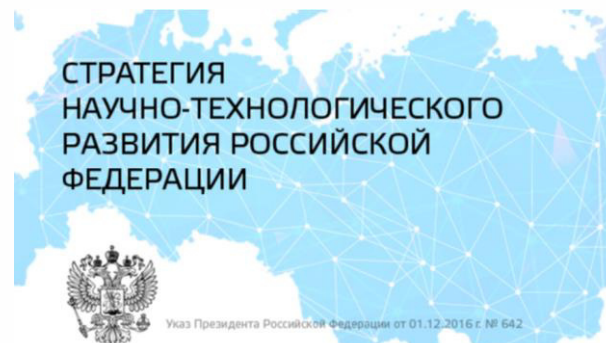 СТРАТЕГИЯ
НАУЧНО-ТЕХНОЛОГИЧЕСКОГО
РАЗВИТИЯ РОССИЙСКОЙ
ФЕДЕРАЦИИ
Указ Президента Российской Федерации от 01.12.2016 г. № 642